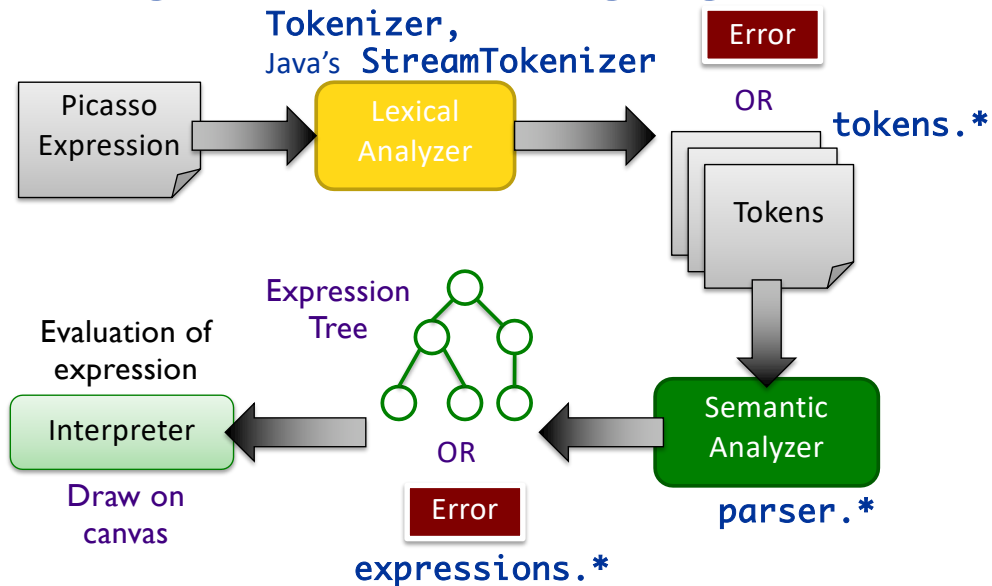 Tokenizer,
Java's StreamTokenizer
Error
OR
tokens.*
Picasso
Expression
Lexical
Analyzer
Tokens
Expression
Tree
Evaluation of
expression
Interpreter
Draw on
canvas
OR
Error
expressions.*
Semantic
Analyzer
parser.*